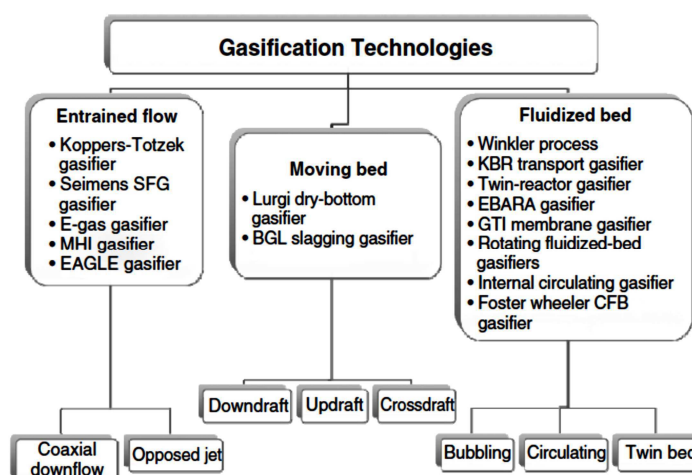 Gasification Technologies
Entrained flow
• Koppers-Totzek
gasifier
• Seimens SFG
gasifier
• E-gas gasifier
• MHI gasifier
• EAGLE gasifier
Moving bed
• Lurgi dry-bottom
gasifier
• BGL slagging gasifier
Fluidized bed
• Winkler process
• KBR transport gasifier
• Twin-reactor gasifier
• EBARA gasifier
• GTI membrane gasifier
• Rotating fluidized-bed
gasifiers
• Internal circulating gasifier
• Foster wheeler CFB
gasifier
Coaxial
downflow
Opposed jet
Downdraft
Updraft
Crossdraft
Bubbling
Circulating
Twin bed